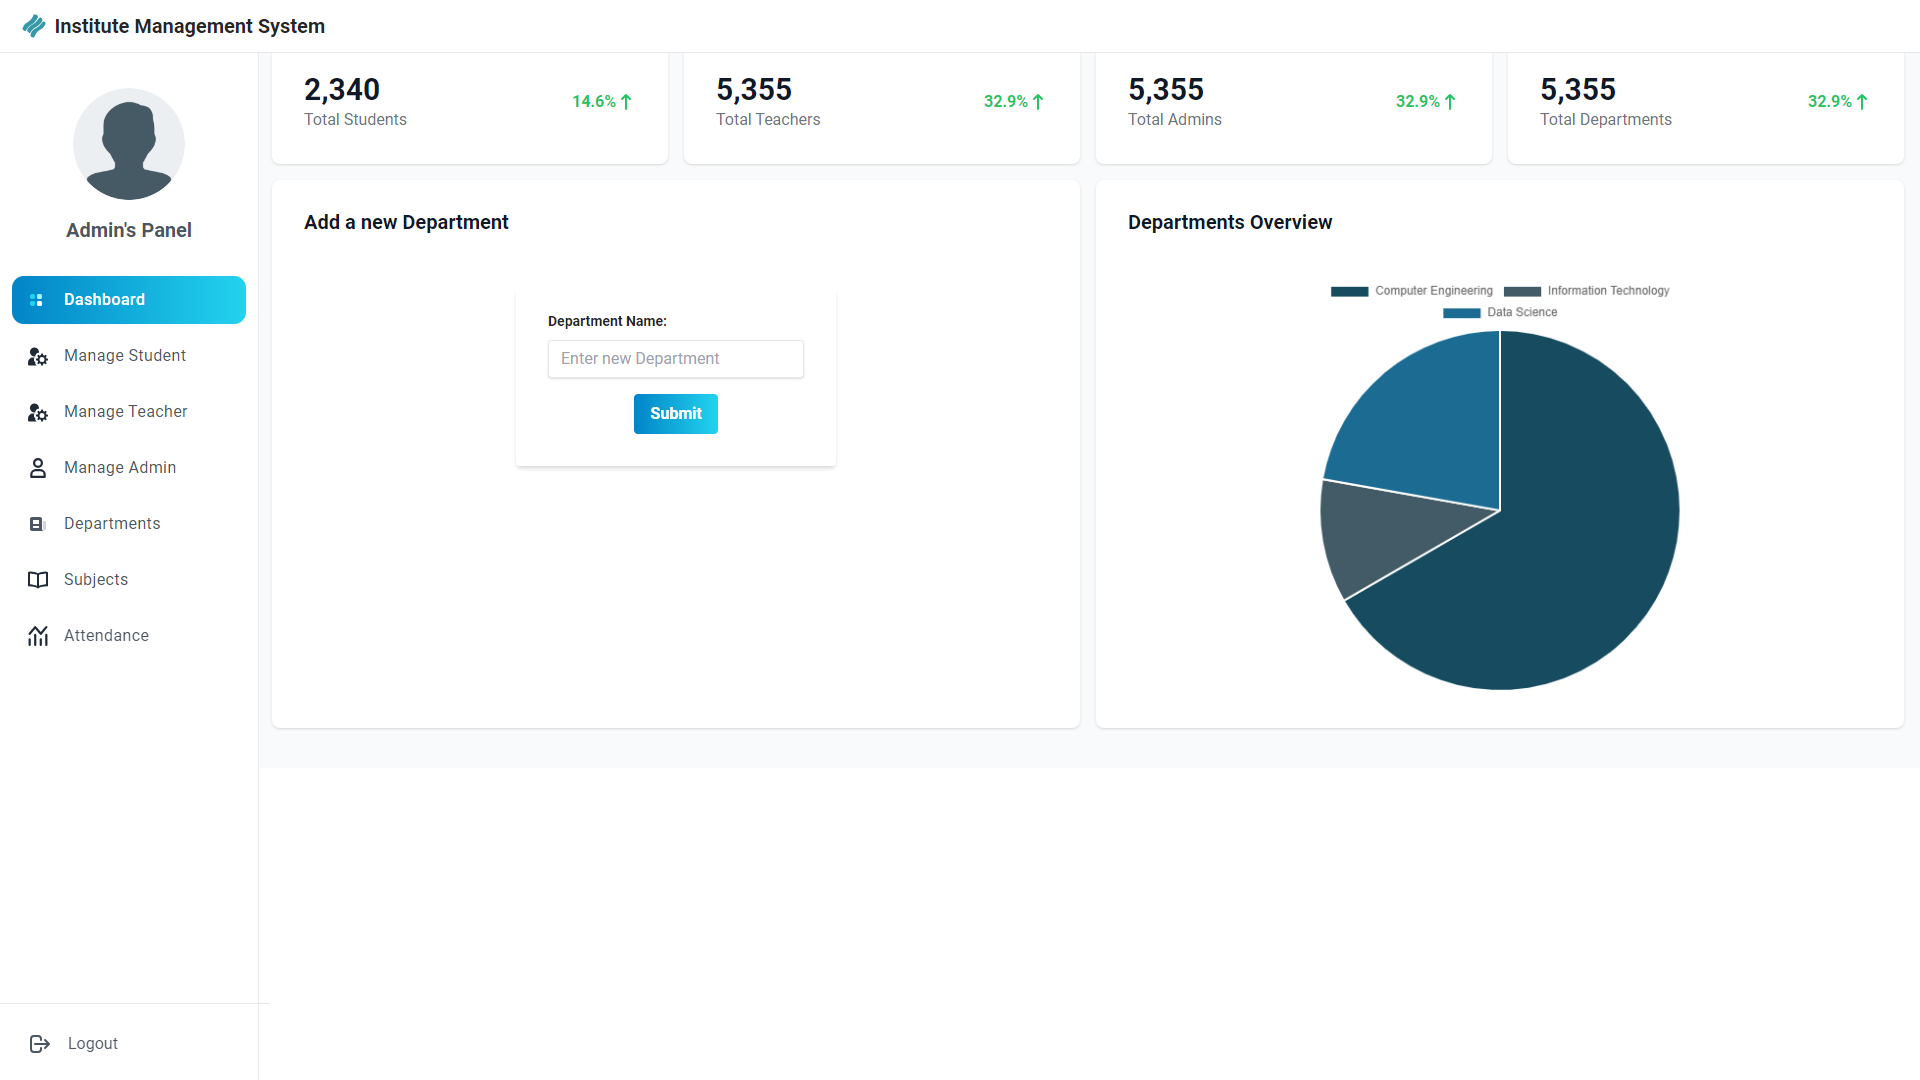 Institute Management System
2,340
Total Students
14.6%
5,355
Total Teachers
32.9%
5,355
Total Admins
32.9%
5,355
Total Departments
32.9%
Admin's Panel
Dashboard
Manage Student
Manage Teacher
Manage Admin
Departments
Subjects
Attendance
Logout
Add a new Department
Department Name:
Enter new Department
Submit
Departments Overview
Computer Engineering
Information Technology
Data Science